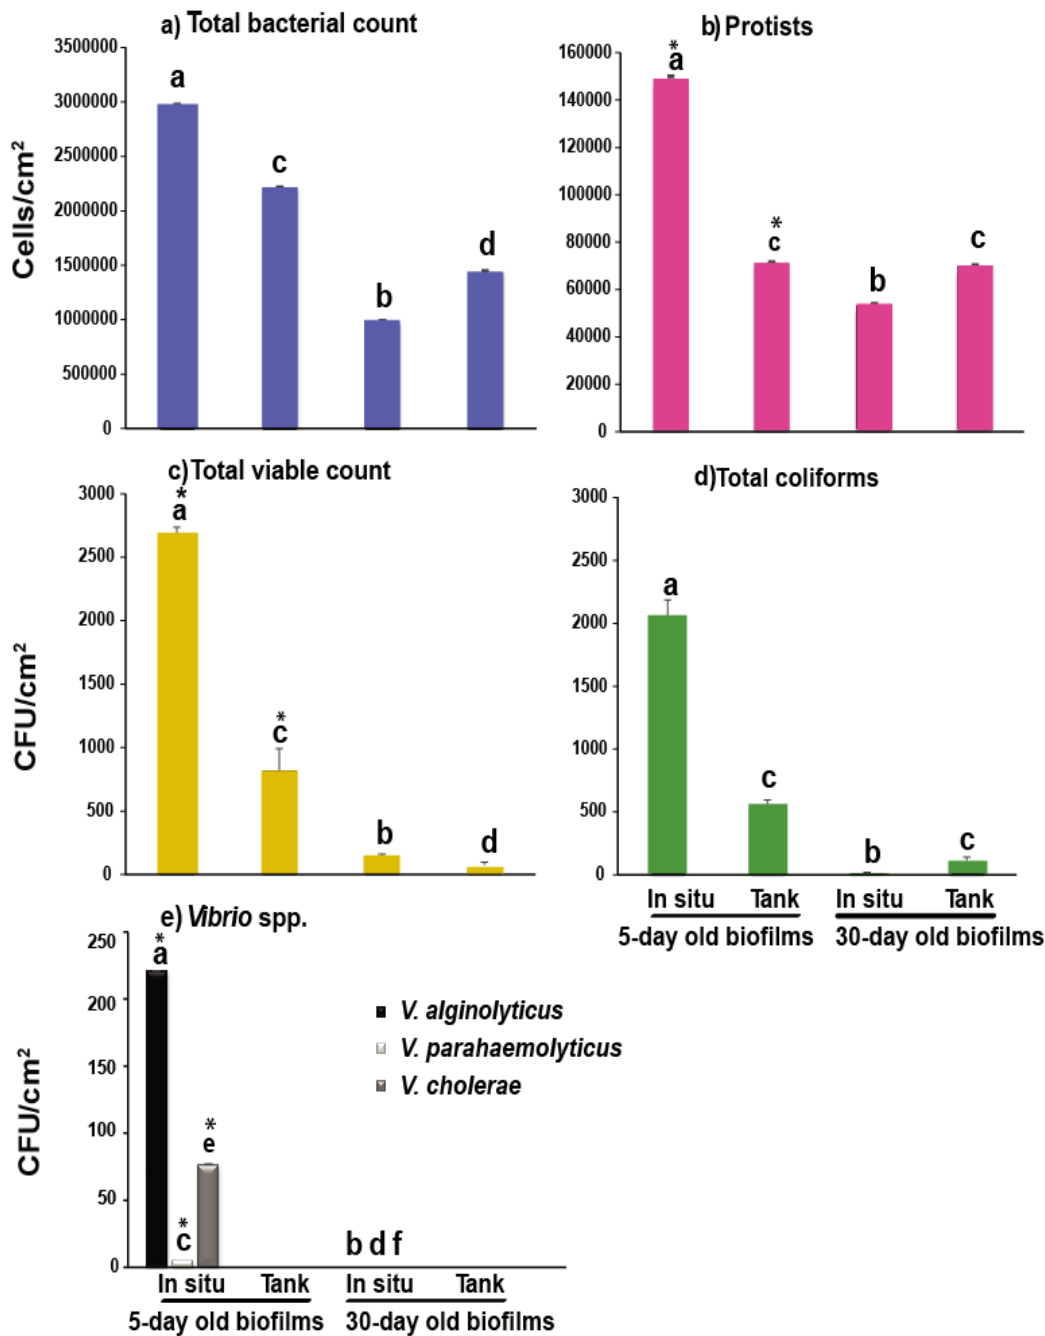 a) Total bacterial count
Cells/cm²
3500000
3000000
2500000
2000000
1500000
1000000
500000
0
a
c
b
d
b) Protists
160000
140000
120000
100000
80000
60000
40000
20000
0
*
a
*
c
b
c
c) Total viable count
CFU/cm²
3000
2500
2000
1500
1000
500
0
*
a
*
c
b
d
d) Total coliforms
3000
2500
2000
1500
1000
500
0
a
c
b
c
In situ Tank In situ Tank
5-day old biofilms 30-day old biofilms
e) Vibrio spp.
CFU/cm²
250
200
150
100
50
0
*
a
*
c
*
e
b d f
V. alginolyticus
V. parahaemolyticus
V. cholerae
In situ Tank In situ Tank
5-day old biofilms 30-day old biofilms